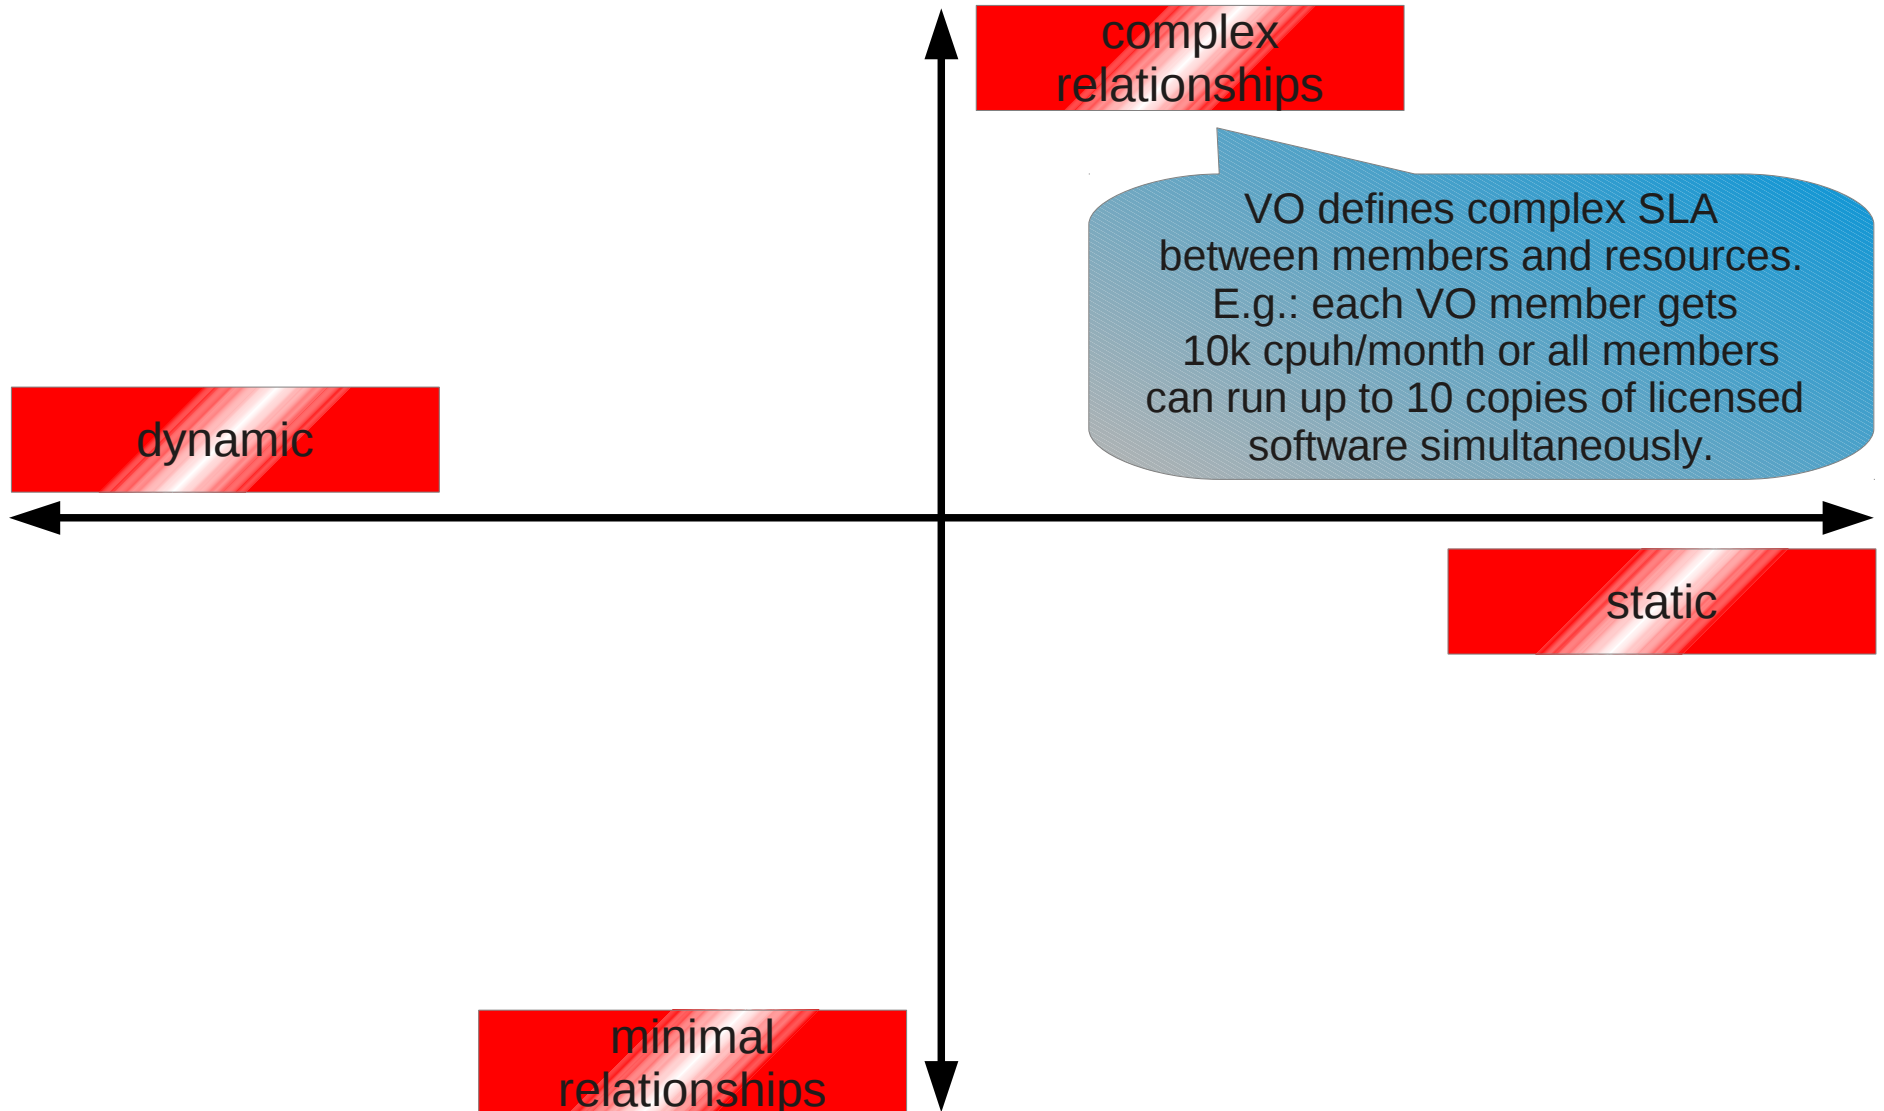 complex
relationships
VO defines complex SLA
between members and resources.
E.g.: each VO member gets
10k cpuh/month or all members
can run up to 10 copies of licensed
software simultaneously.
dynamic
static
minimal
relationships